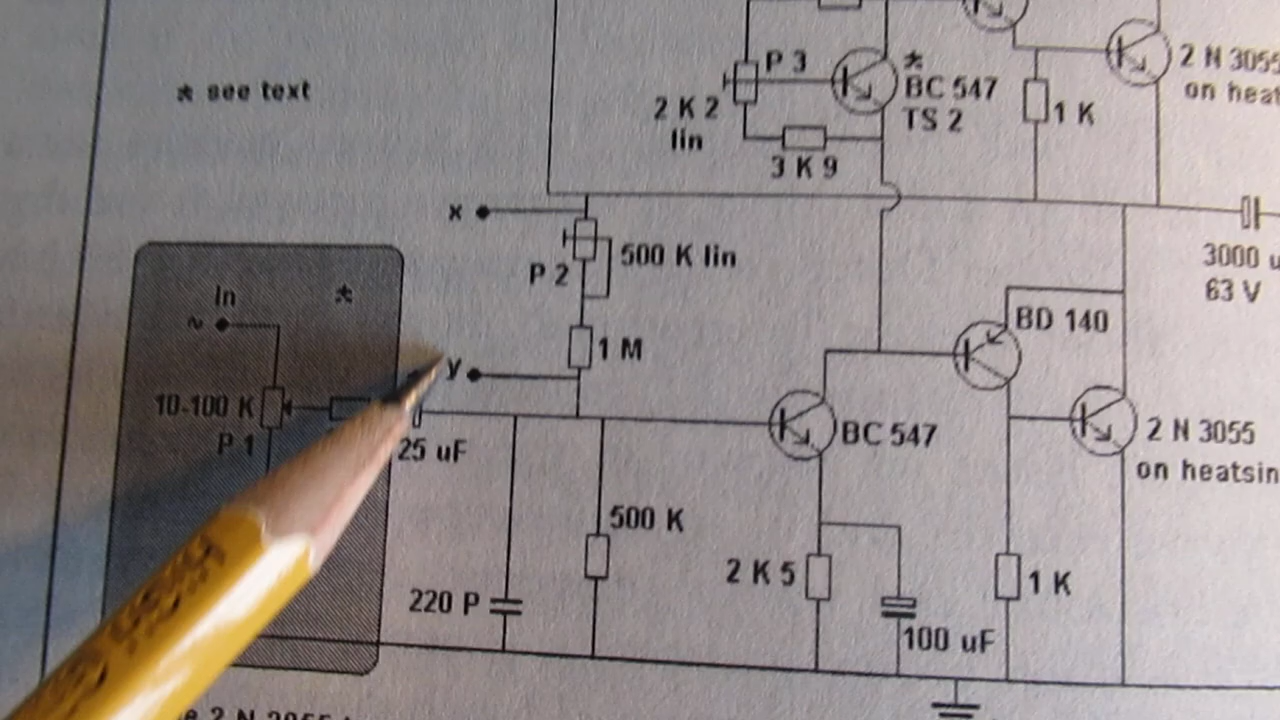 P 3
*
2 N 3055
on heat
* see text
2 K 2
lin
BC 547
TS 2
1 K
3 K 9
x
P 2
500 K lin
3000 u
63 V
In
*
~
BD 140
y
1 M
10-100 K
P 1
25 uF
BC 547
2 N 3055
on heatsin
500 K
2 K 5
1 K
220 P
100 uF
e 2 N 3055